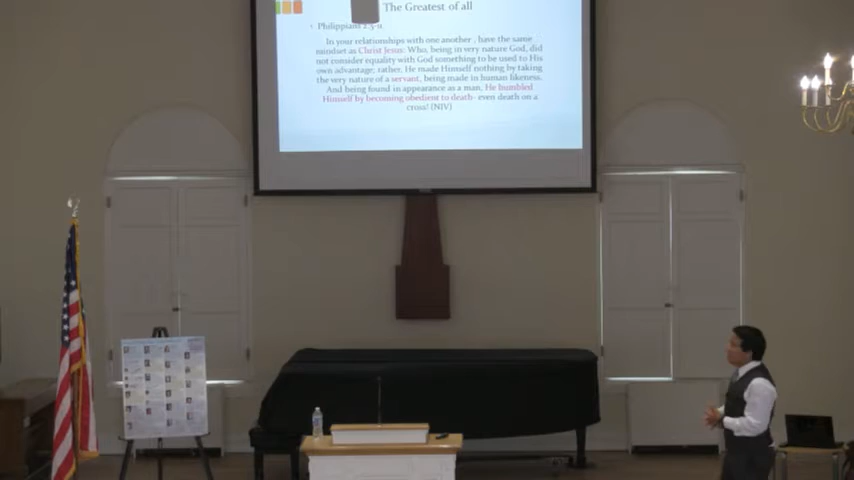 The Greatest of all
• Philippians 2:5-11
In your relationships with one another , have the same
mindset as Christ Jesus: Who, being in very nature God, did
not consider equality with God something to be used to His
own advantage; rather, He made Himself nothing by taking
the very nature of a servant, being made in human likeness.
And being found in appearance as a man, He humbled
Himself by becoming obedient to death- even death on a
cross! (NIV)